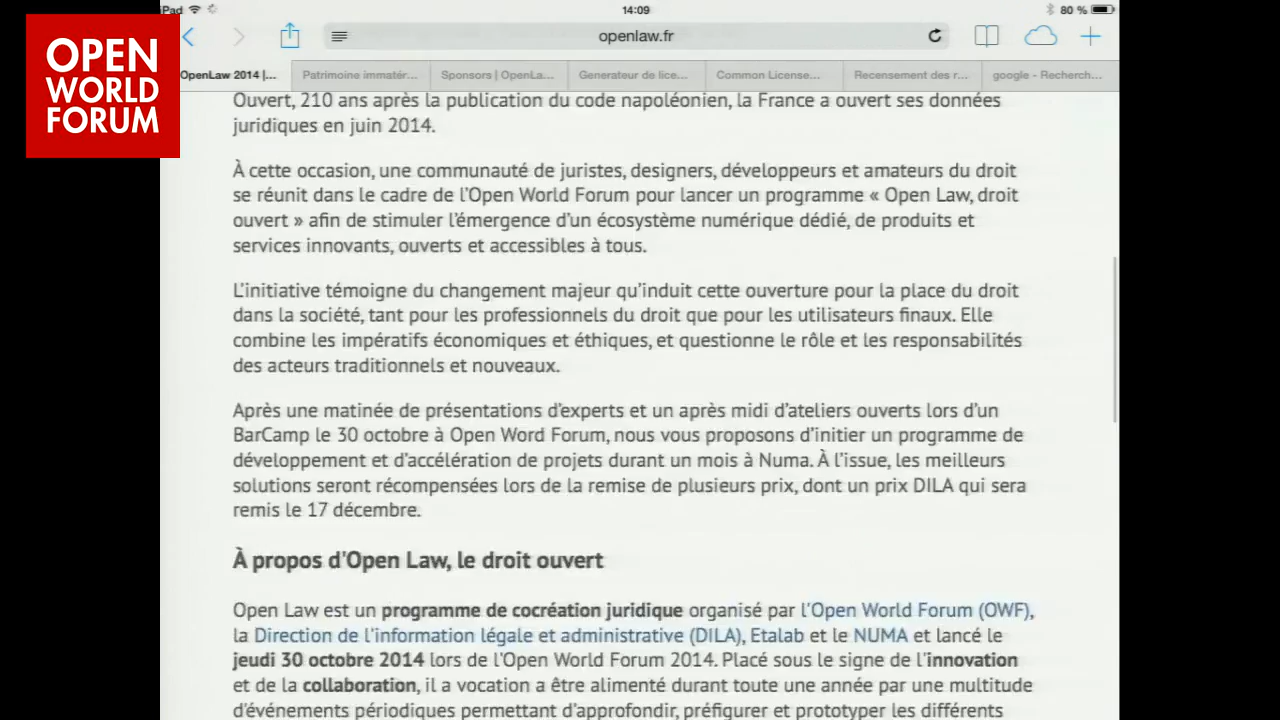 iPad
14:09
80 %
OPEN
WORLD
FORUM
openlaw.fr
OpenLaw 2014 |...
Patrimoine immatér...
Sponsors | OpenLa...
Generateur de lice...
Common License...
Recensement des r...
google - Recherch...
Ouvert, 210 ans après la publication du code napoléonien, la France a ouvert ses données
juridiques en juin 2014.
À cette occasion, une communauté de juristes, designers, développeurs et amateurs du droit
se réunit dans le cadre de l'Open World Forum pour lancer un programme « Open Law, droit
ouvert » afin de stimuler l'émergence d'un écosystème numérique dédié, de produits et
services innovants, ouverts et accessibles à tous.
L'initiative témoigne du changement majeur qu'induit cette ouverture pour la place du droit
dans la société, tant pour les professionnels du droit que pour les utilisateurs finaux. Elle
combine les impératifs économiques et éthiques, et questionne le rôle et les responsabilités
des acteurs traditionnels et nouveaux.
Après une matinée de présentations d'experts et un après midi d'ateliers ouverts lors d'un
BarCamp le 30 octobre à Open Word Forum, nous vous proposons d'initier un programme de
développement et d'accélération de projets durant un mois à Numa. À l'issue, les meilleurs
solutions seront récompensées lors de la remise de plusieurs prix, dont un prix DILA qui sera
remis le 17 décembre.
À propos d'Open Law, le droit ouvert
Open Law est un programme de cocréation juridique organisé par l'Open World Forum (OWF),
la Direction de l'information légale et administrative (DILA), Etalab et le NUMA et lancé le
jeudi 30 octobre 2014 lors de l'Open World Forum 2014. Placé sous le signe de l'innovation
et de la collaboration, il a vocation a être alimenté durant toute une année par une multitude
d'événements périodiques permettant d'approfondir, préfigurer et prototyper les différents